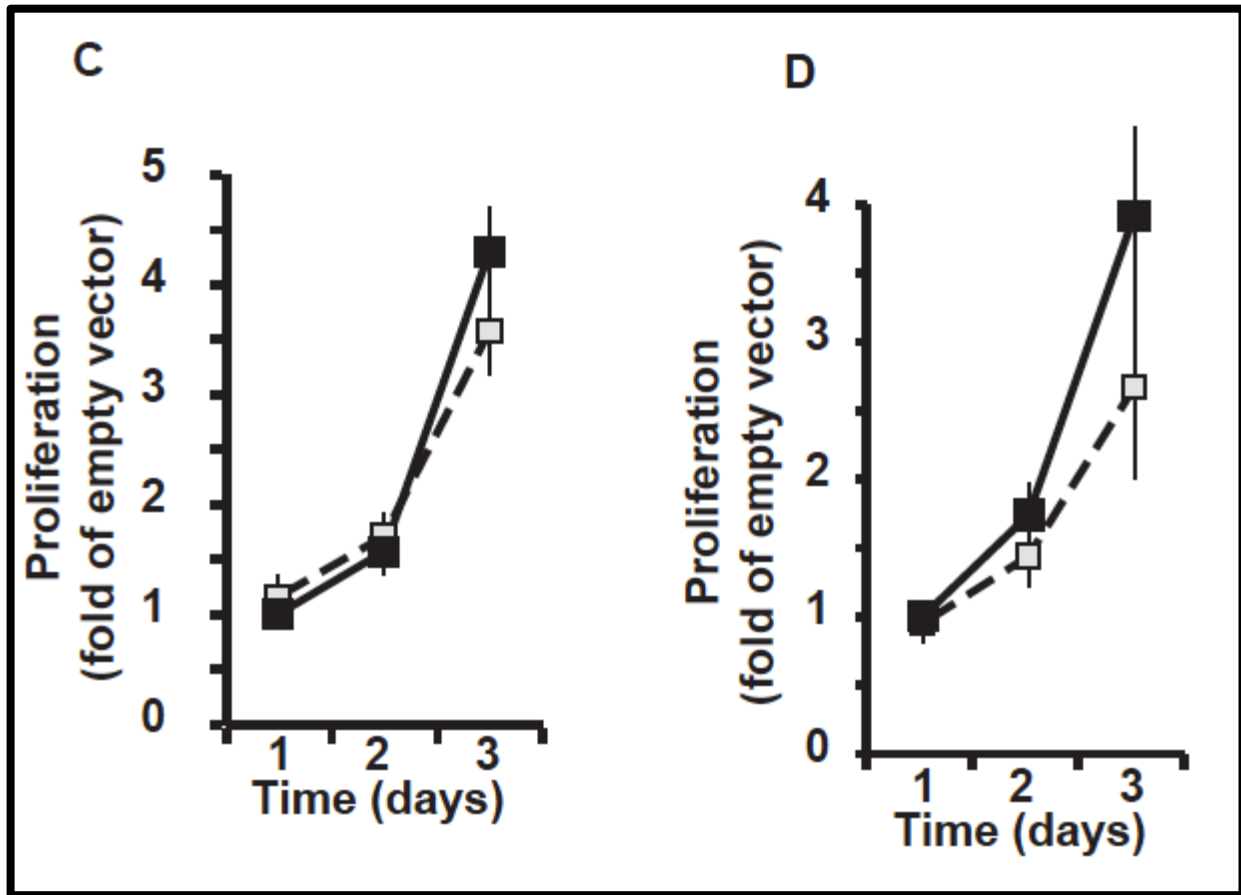 C
Proliferation
(fold of empty vector)
5
4
3
2
1
0
1 2 3
Time (days)
D
Proliferation
(fold of empty vector)
4
3
2
1
0
1 2 3
Time (days)